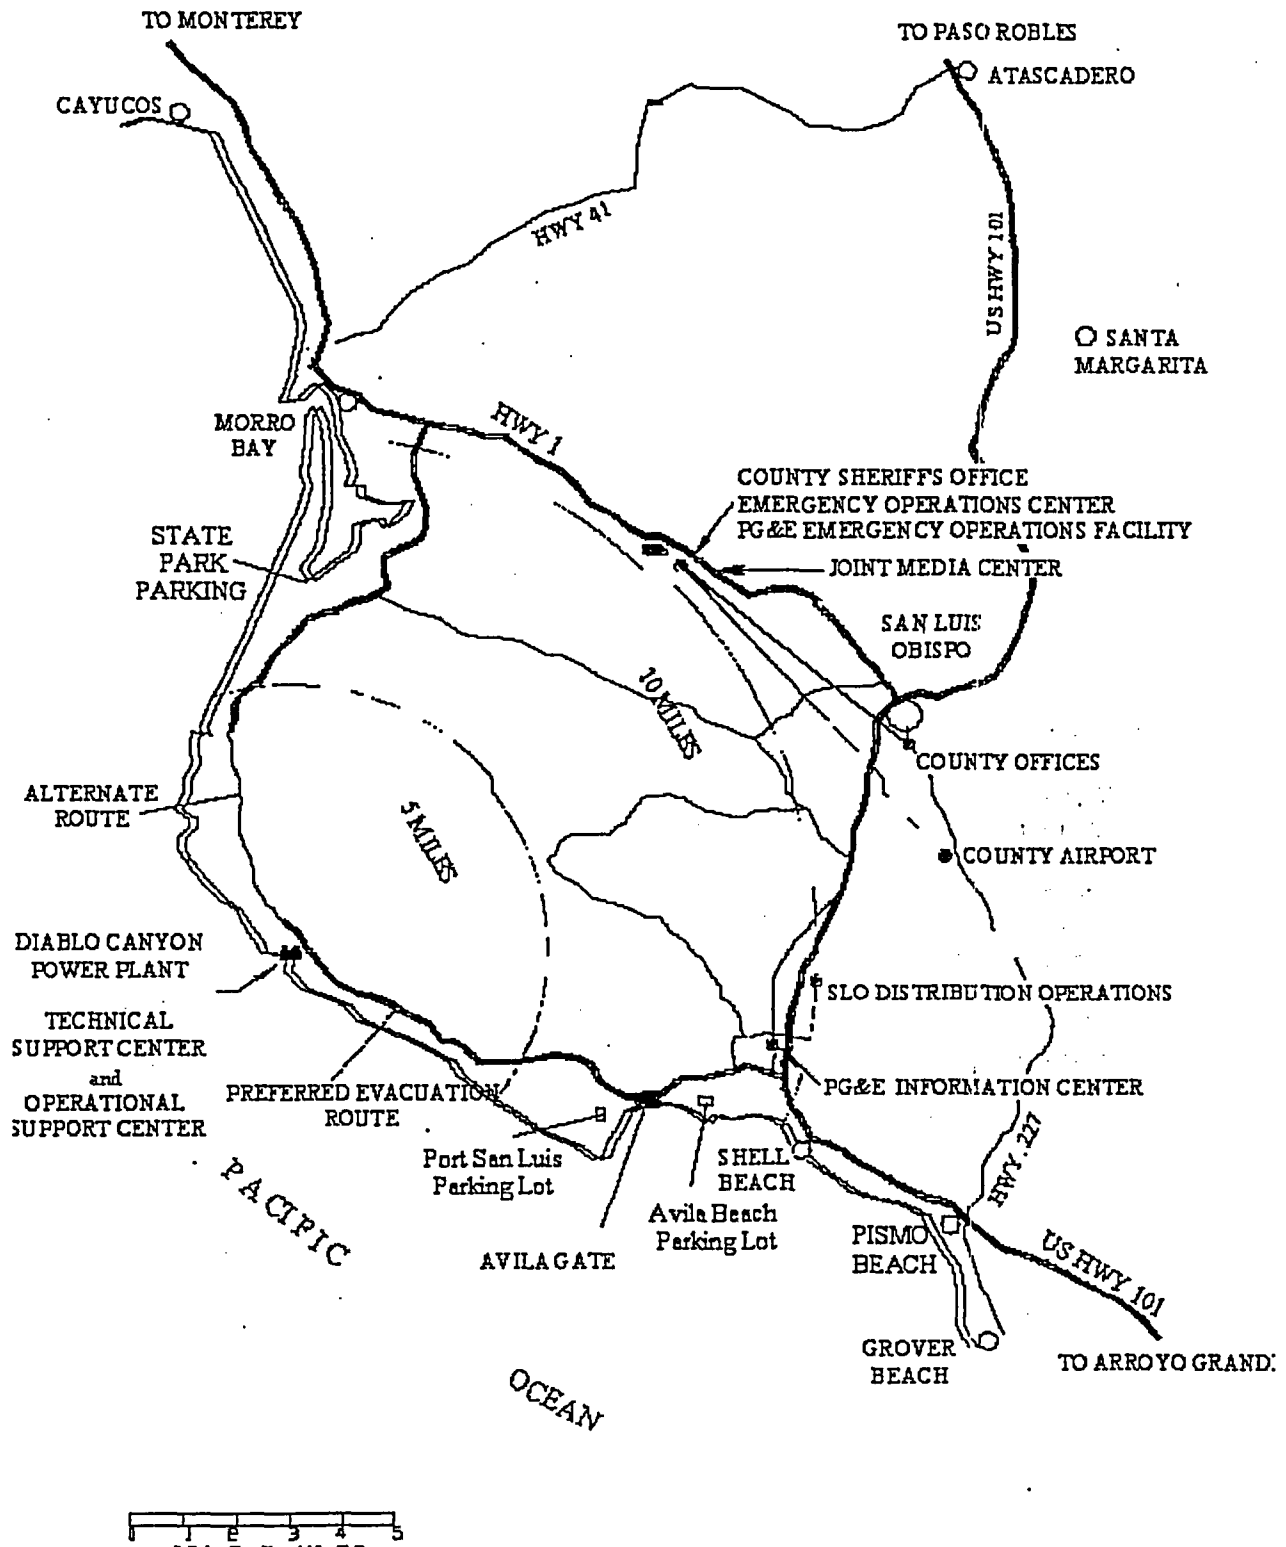 TO MONTEREY
TO PASO ROBLES
ATASCADERO
CAYUCOS
HWY 41
US HWY 101
SANTA
MARGARITA
MORRO
BAY
HWY 1
COUNTY SHERIFFS OFFICE
EMERGENCY OPERATIONS CENTER
PG&E EMERGENCY OPERATIONS FACILITY
JOINT MEDIA CENTER
STATE
PARK
PARKING
SAN LUIS
OBISPO
10 MILES
COUNTY OFFICES
ALTERNATE
ROUTE
5 MILES
COUNTY AIRPORT
DIABLO CANYON
POWER PLANT
SLO DISTRIBUTION OPERATIONS
TECHNICAL
SUPPORT CENTER
and
OPERATIONAL
SUPPORT CENTER
PREFERRED EVACUATION
ROUTE
PG&E INFORMATION CENTER
Port San Luis
Parking Lot
SHELL
BEACH
HWY. 227
PACIFIC
Avila Beach
Parking Lot
AVILA GATE
PISMO
BEACH
US HWY 101
GROVER
BEACH
TO ARROYO GRAND
OCEAN
1 2 3 4 5